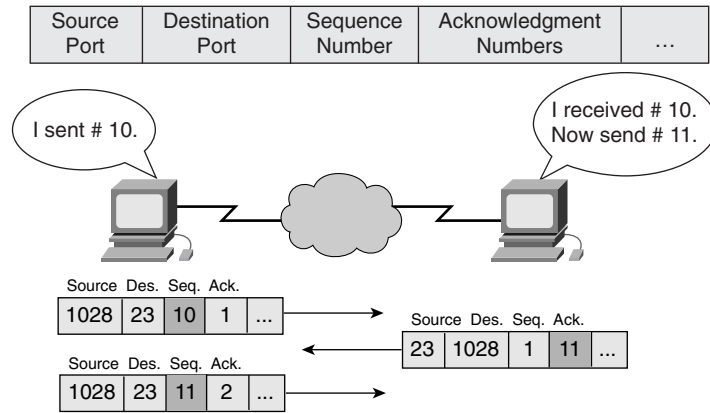 Source Port Destination Port Sequence Number Acknowledgment Numbers ...
I sent # 10.
I received # 10.
Now send # 11.
Source Des. Seq. Ack.
1028 23 10 1 ...
Source Des. Seq. Ack.
23 1028 1 11 ...
Source Des. Seq. Ack.
1028 23 11 2 ...